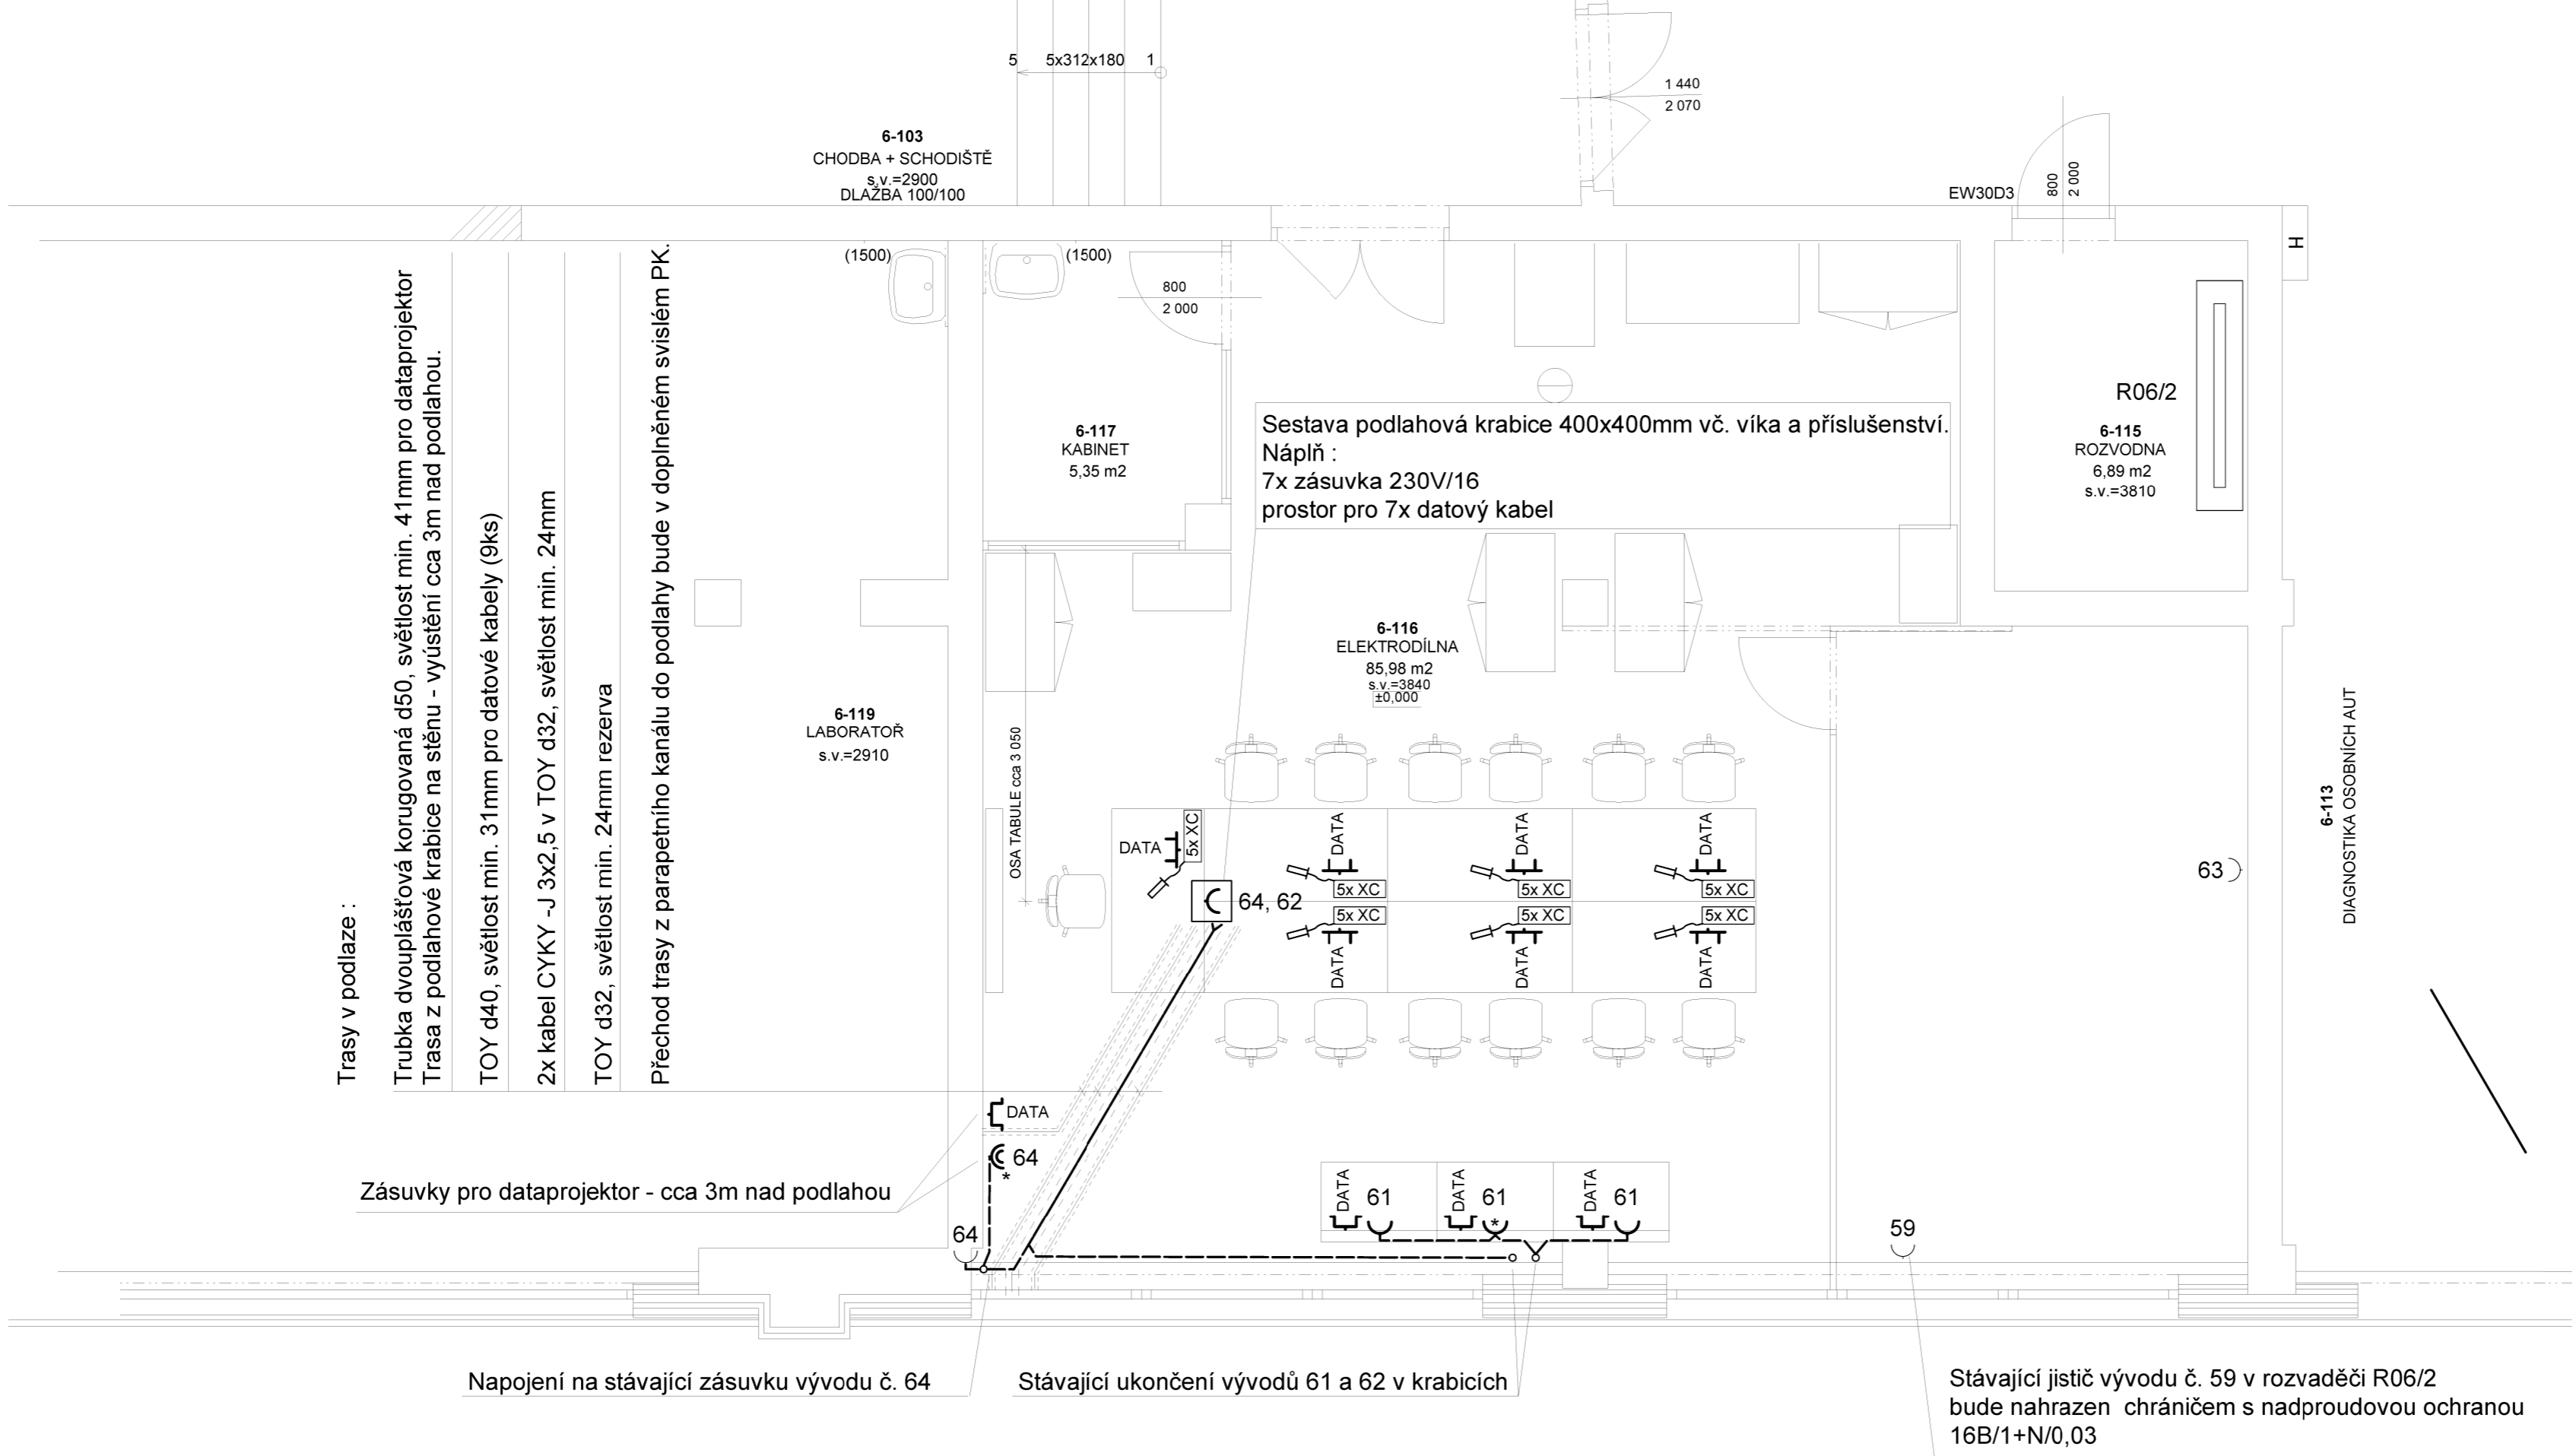 5 5x312x180 1
1 440
2 070
6-103
CHODBA + SCHODIŠTĚ
s.v.=2900
DLAŽBA 100/100
EW30D3
800
2 000
H
(1500)
(1500)
800
2 000
6-117
KABINET
5,35 m2
Sestava podlahová krabice 400x400mm vč. víka a příslušenství.
Náplň :
7x zásuvka 230V/16
prostor pro 7x datový kabel
R06/2
6-115
ROZVODNA
6,89 m2
s.v.=3810
Trasy v podlaze :
Trubka dvouplášťová korugovaná d50, světlost min. 41mm pro dataprojektor
Trasa z podlahové krabice na stěnu - vyústění cca 3m nad podlahou.
TOY d40, světlost min. 31mm pro datové kabely (9ks)
2x kabel CYKY -J 3x2,5 v TOY d32, světlost min. 24mm
TOY d32, světlost min. 24mm rezerva
Přechod trasy z parapetního kanálu do podlahy bude v doplněném svislém PK.
6-119
LABORATOŘ
s.v.=2910
6-116
ELEKTRODÍLNA
85,98 m2
s.v.=3840
±0,000
OSA TABULE cca 3 050
6-113
DIAGNOSTIKA OSOBNÍCH AUT
DATA
5x XC
DATA
DATA
DATA
5x XC
5x XC
5x XC
63
64, 62
5x XC
5x XC
5x XC
DATA
DATA
DATA
DATA
64
*
Zásuvky pro dataprojektor - cca 3m nad podlahou
DATA
61
DATA
61
*
DATA
61
64
59
Napojení na stávající zásuvku vývodu č. 64
Stávající ukončení vývodů 61 a 62 v krabicích
Stávající jistič vývodu č. 59 v rozvaděči R06/2
bude nahrazen chráničem s nadproudovou ochranou
16B/1+N/0,03